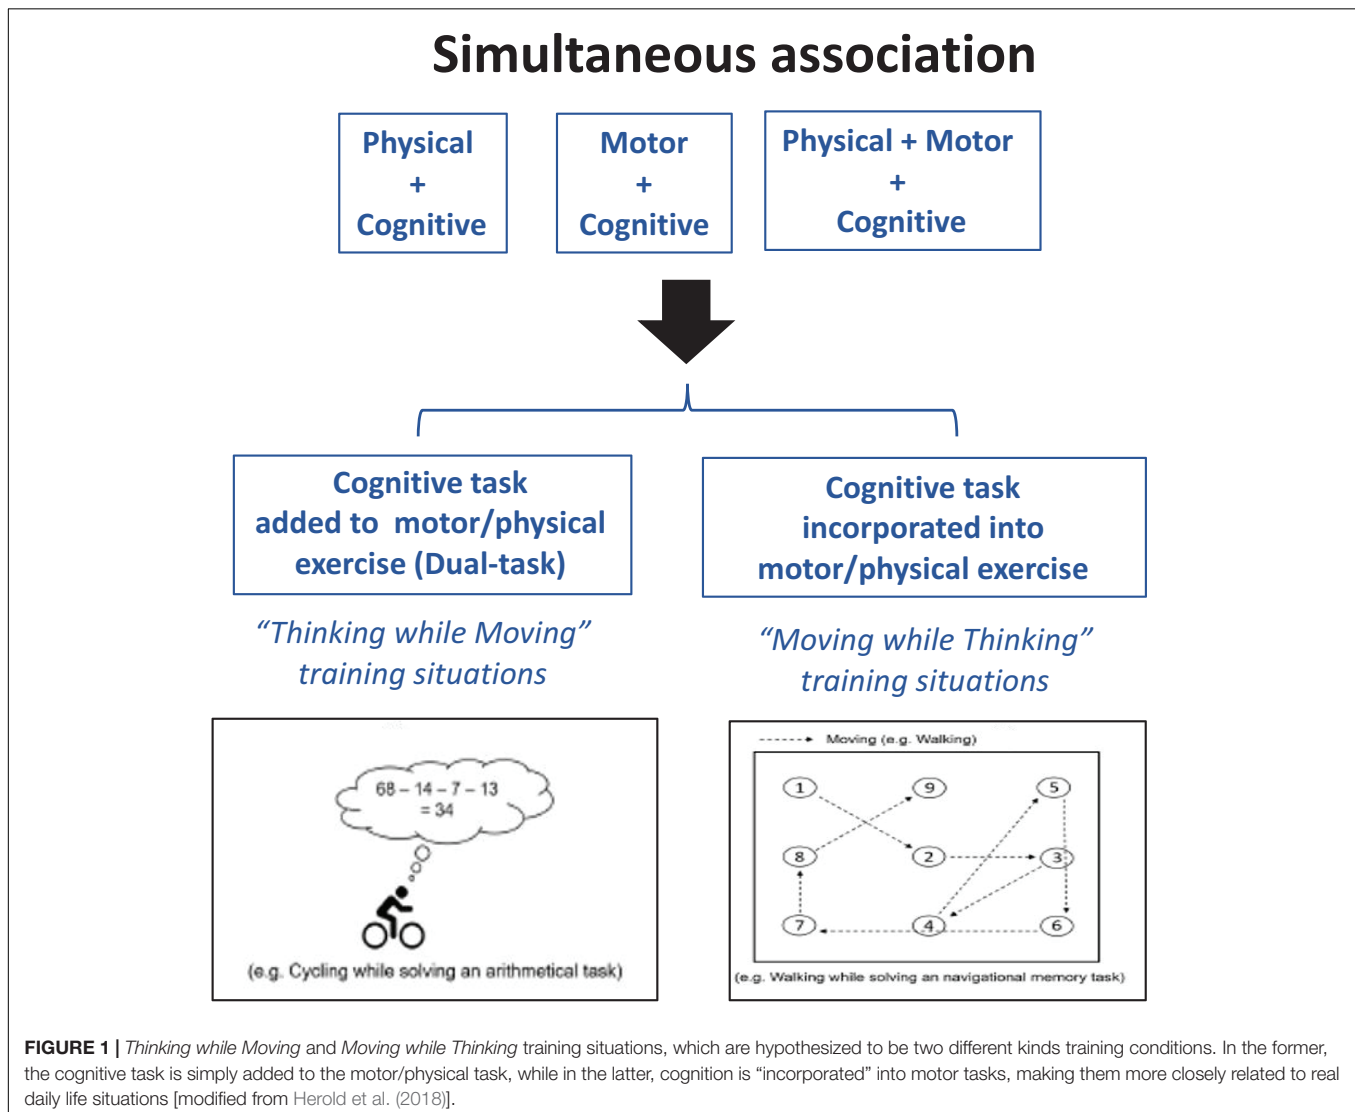 Simultaneous association
Physical
+
Cognitive
Motor
+
Cognitive
Physical + Motor
+
Cognitive
Cognitive task
added to motor/physical
exercise (Dual-task)
Cognitive task
incorporated into
motor/physical exercise
“Thinking while Moving”
training situations
“Moving while Thinking”
training situations
68 – 14 – 7 – 13
= 34
(e.g. Cycling while solving an arithmetical task)
Moving (e.g. Walking)
1 9 5
8 2 3
7 4 6
(e.g. Walking while solving an navigational memory task)
FIGURE 1 | Thinking while Moving and Moving while Thinking training situations, which are hypothesized to be two different kinds training conditions. In the former,
the cognitive task is simply added to the motor/physical task, while in the latter, cognition is “incorporated” into motor tasks, making them more closely related to real
daily life situations [modified from Herold et al. (2018)].